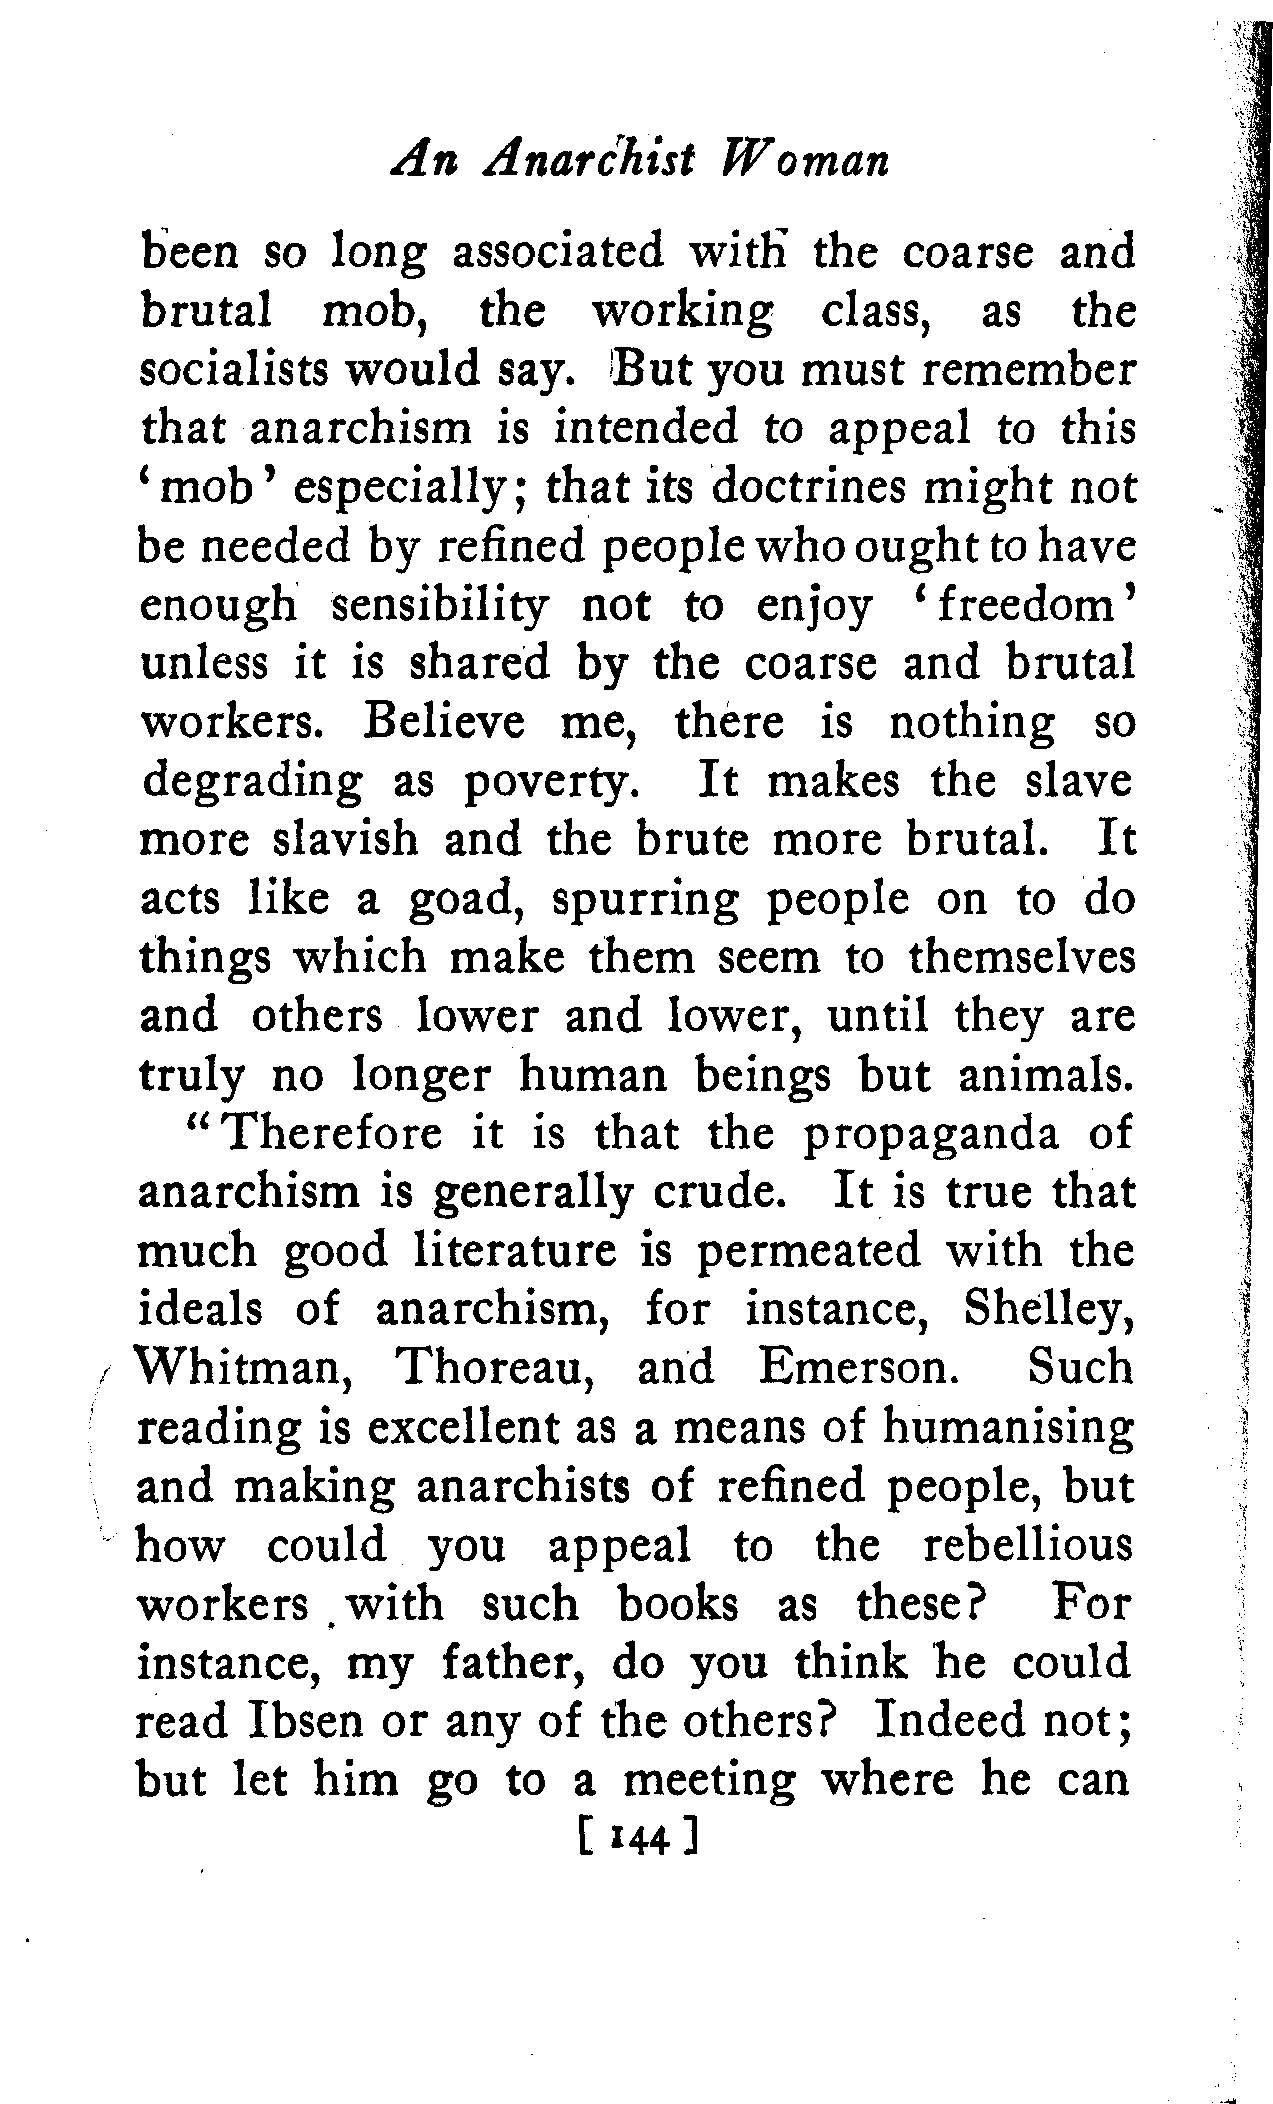 An Anarchist Woman
been so long associated with the coarse and
brutal mob, the working class, as the
socialists would say. But you must remember
that anarchism is intended to appeal to this
‘mob’ especially; that its doctrines might not
be needed by refined people who ought to have
enough sensibility not to enjoy ‘freedom’
unless it is shared by the coarse and brutal
workers. Believe me, there is nothing so
degrading as poverty. It makes the slave
more slavish and the brute more brutal. It
acts like a goad, spurring people on to do
things which make them seem to themselves
and others lower and lower, until they are
truly no longer human beings but animals.
“Therefore it is that the propaganda of
anarchism is generally crude. It is true that
much good literature is permeated with the
ideals of anarchism, for instance, Shelley,
Whitman, Thoreau, and Emerson. Such
reading is excellent as a means of humanising
and making anarchists of refined people, but
how could you appeal to the rebellious
workers with such books as these? For
instance, my father, do you think he could
read Ibsen or any of the others? Indeed not;
but let him go to a meeting where he can
[ 144 ]